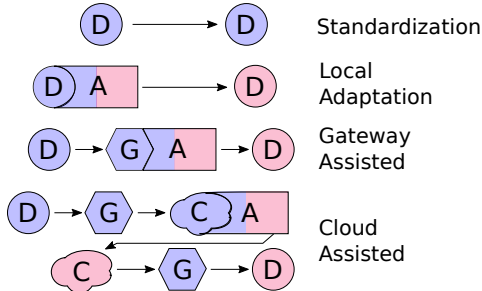 D D Standardization
D A D Local
Adaptation
D G A D Gateway
Assisted
D G C A Cloud
Assisted
C G D